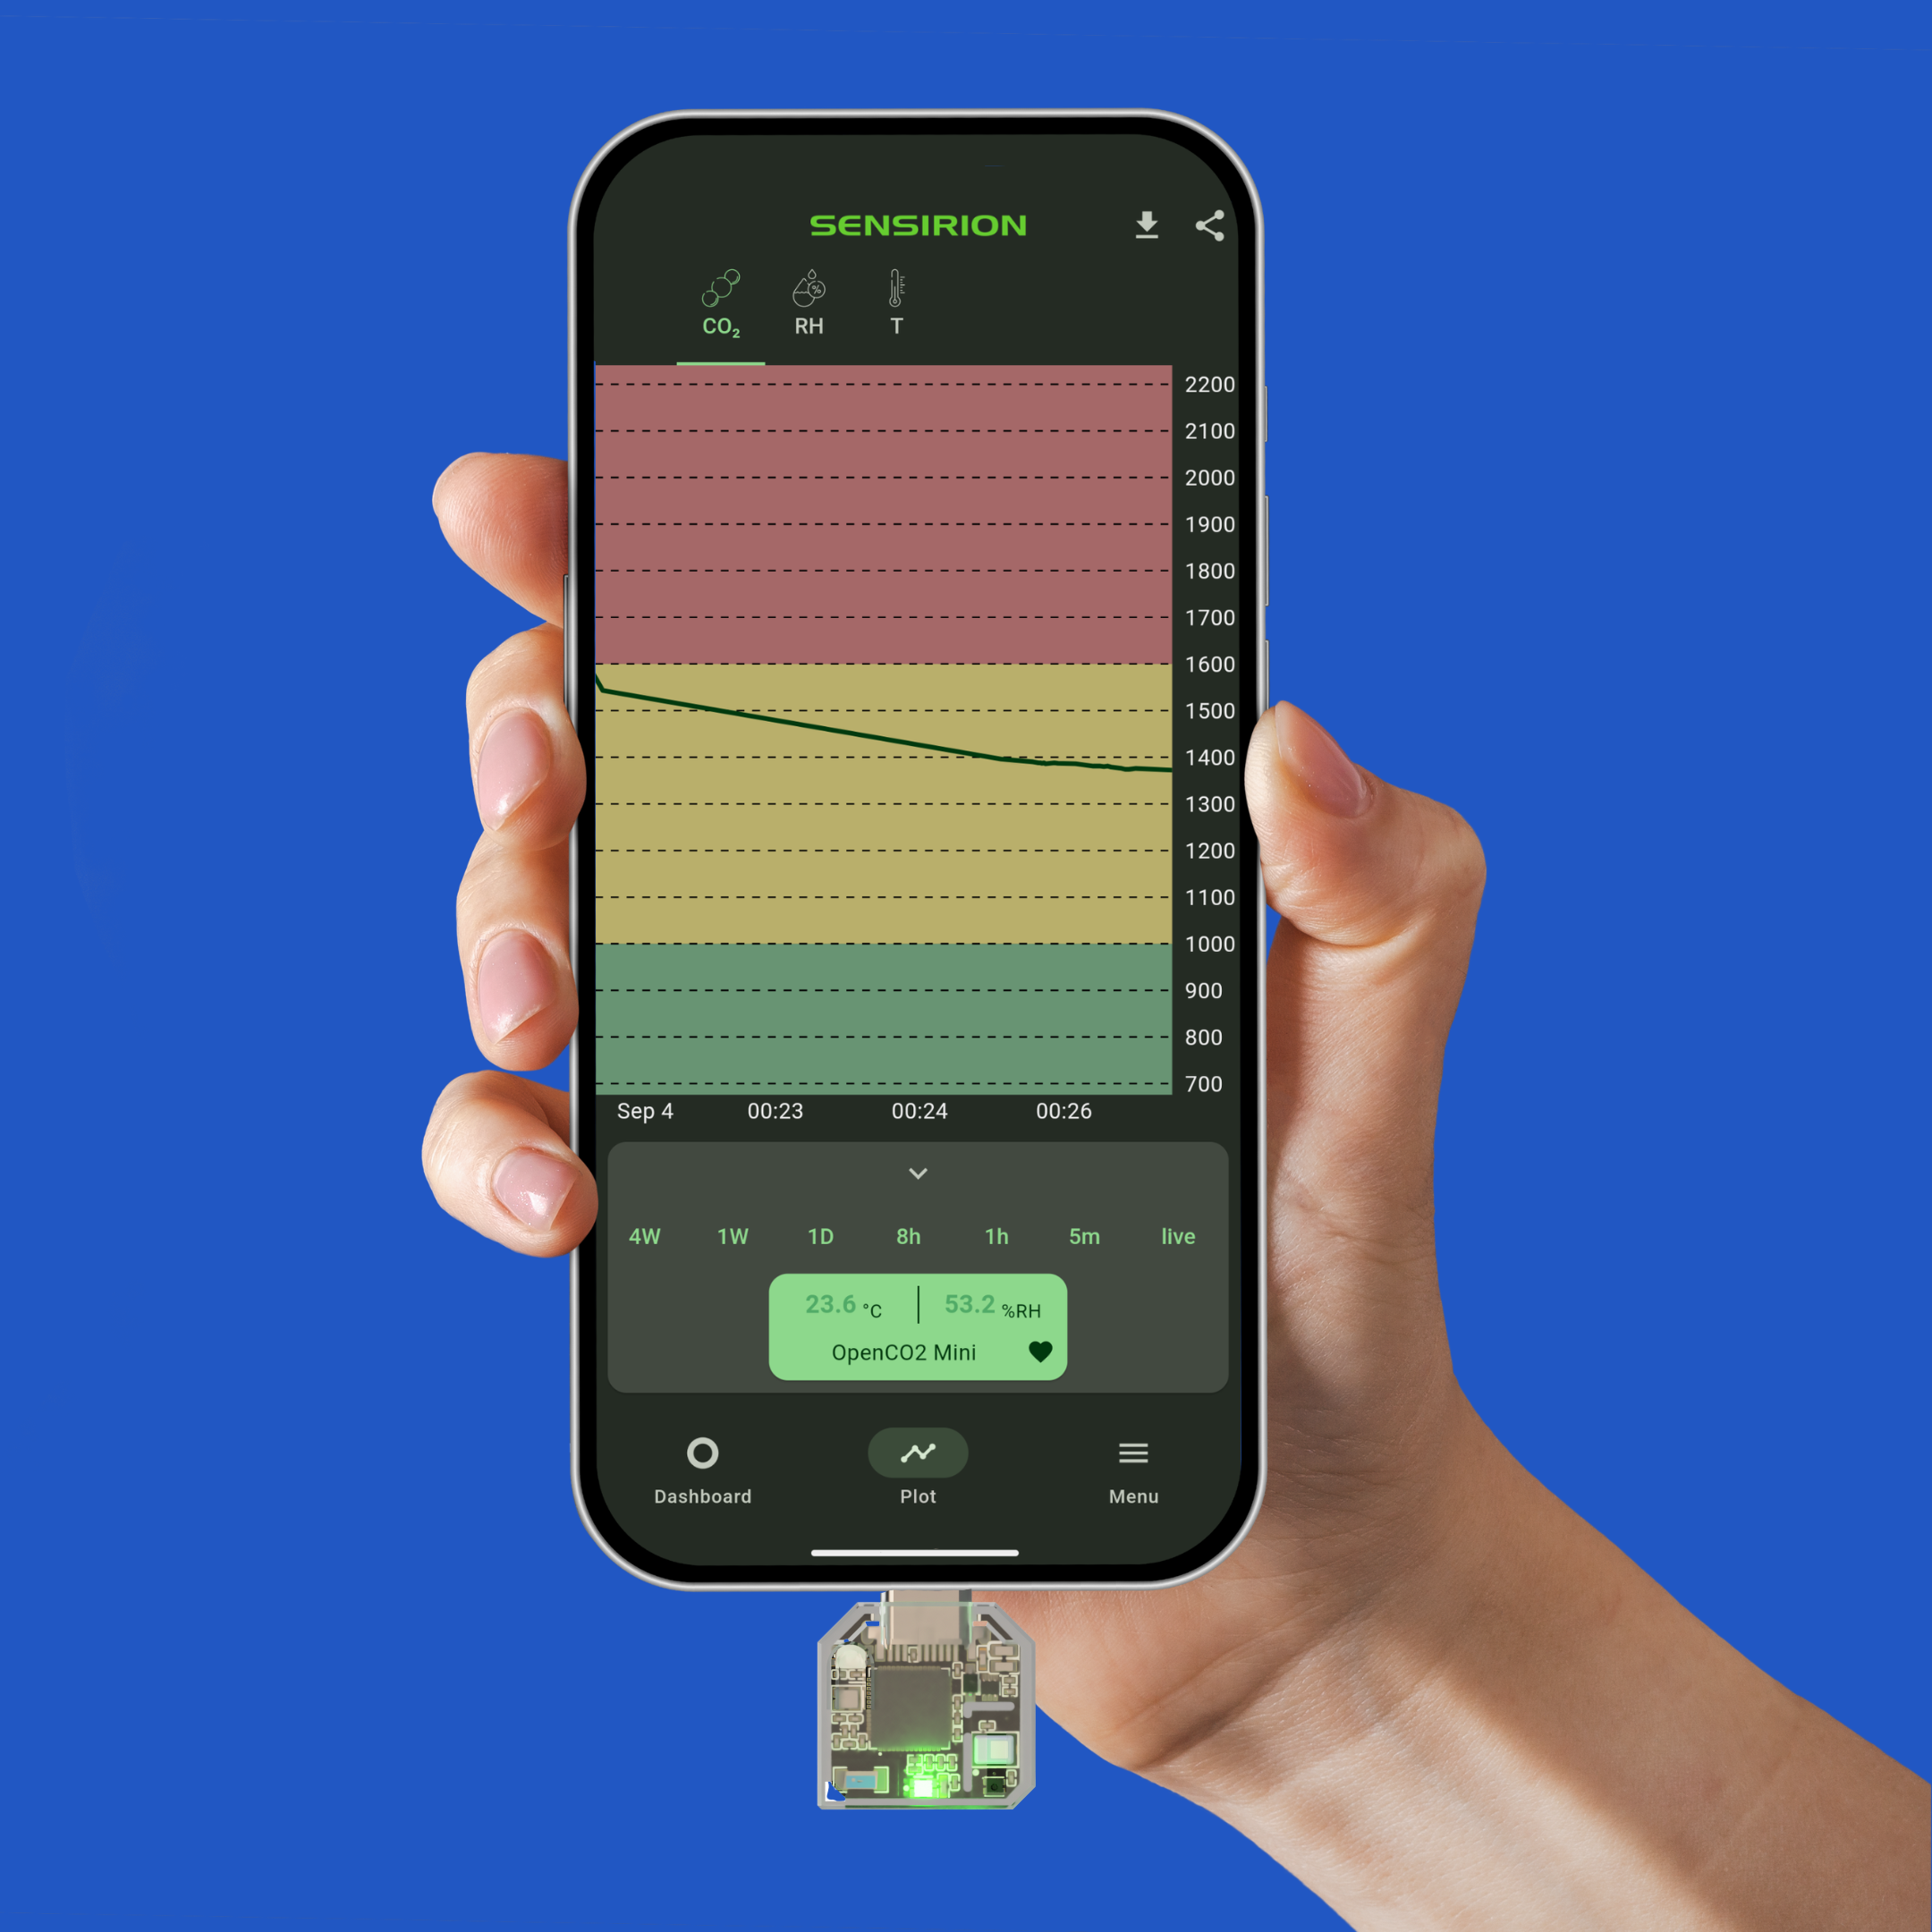 SENSIRION
CO₂ RH T
2200
2100
2000
1900
1800
1700
1600
1500
1400
1300
1200
1100
1000
900
800
700
Sep 4 00:23 00:24 00:26
4W 1W 1D 8h 1h 5m live
23.6 °C | 53.2 %RH
OpenCO2 Mini
Dashboard Plot Menu